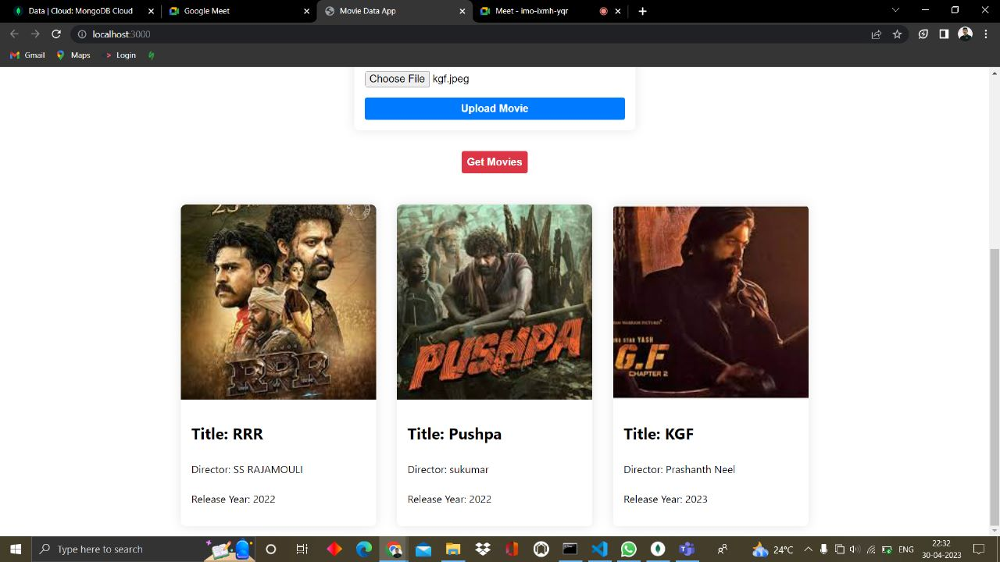 Data | Cloud: MongoDB Cloud
Google Meet
Movie Data App
Meet - imo-ixmh-yqr
localhost:3000
Gmail
Maps
Login
Choose File kgf.jpeg
Upload Movie
Get Movies
RRR
PUSHPA
YASH
G.F
CHAPTER 2
Title: RRR
Title: Pushpa
Title: KGF
Director: SS RAJAMOULI
Director: sukumar
Director: Prashanth Neel
Release Year: 2022
Release Year: 2022
Release Year: 2023
Type here to search
24°C
ENG
22:32
30-04-2023